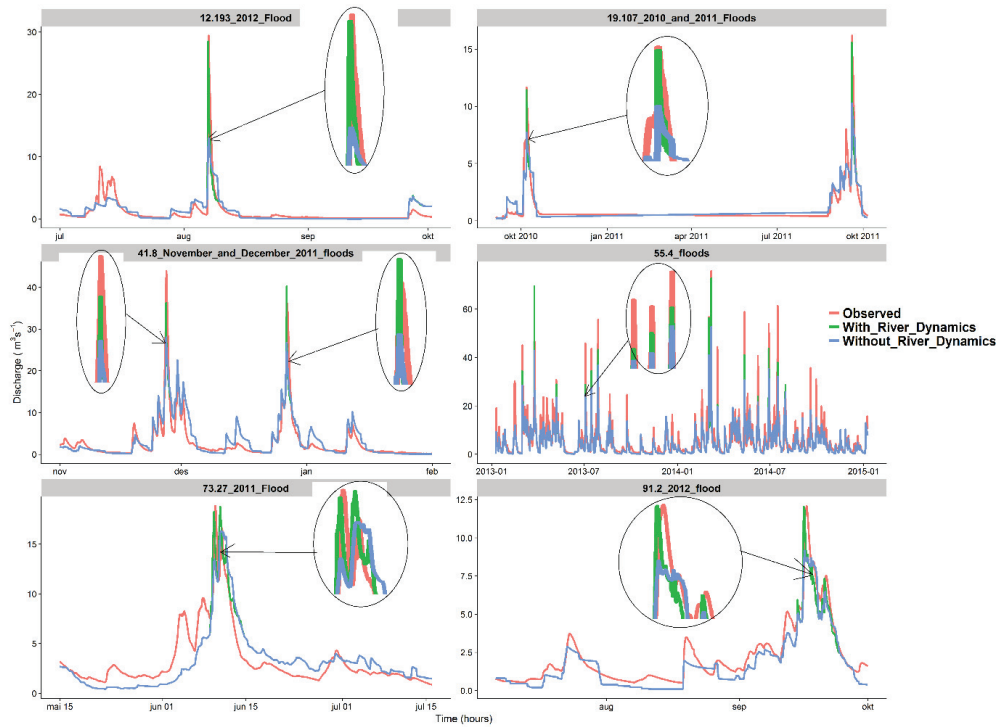 12.193_2012_Flood
30
20
10
0
jul
aug
sep
okt
19.107_2010_and_2011_Floods
15
10
5
0
okt 2010
jan 2011
apr 2011
jul 2011
okt 2011
41.8_November_and_December_2011_floods
Discharge ( m³s⁻¹)
40
30
20
10
0
nov
des
jan
feb
55.4_floods
60
40
20
0
2013-01
2013-07
2014-01
2014-07
2015-01
Observed
With_River_Dynamics
Without_River_Dynamics
73.27_2011_Flood
15
10
5
0
mai 15
jun 01
jun 15
jul 01
jul 15
91.2_2012_flood
12.5
10.0
7.5
5.0
2.5
0.0
aug
sep
okt
Time (hours)